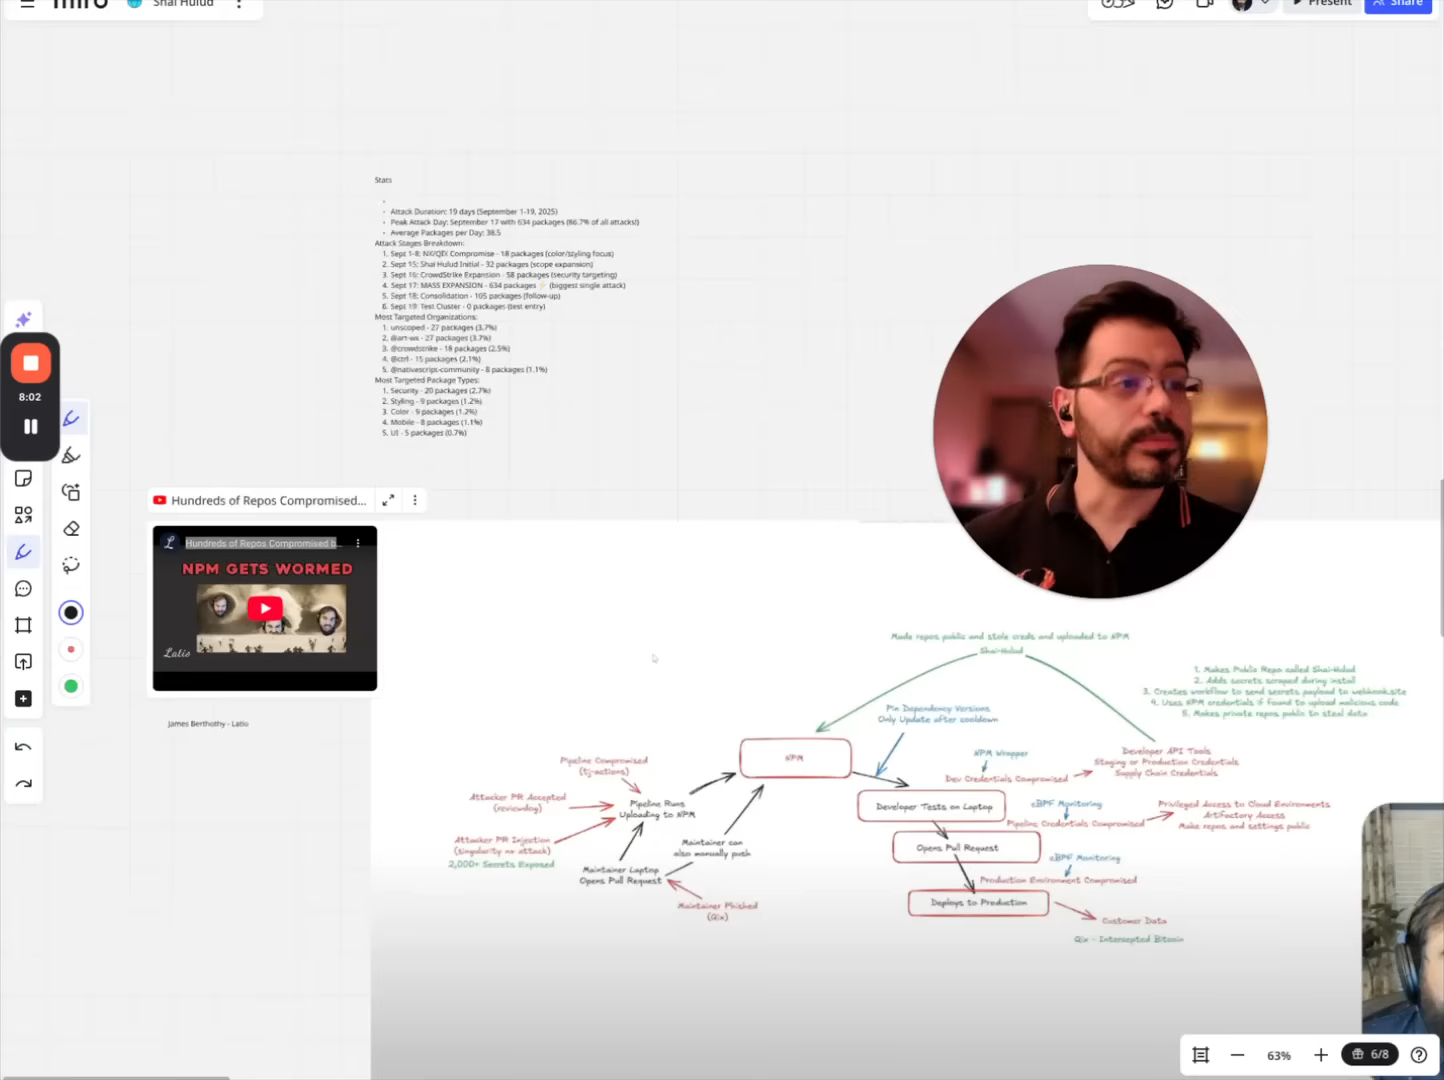 miro
Shai Hulud
Present
Share
Stats
- Attack Duration: 19 days (September 1-19, 2025)
- Peak Attack Day: September 17 with 634 packages (86.7% of all attacks!)
- Average Packages per Day: 38.5
Attack Stages Breakdown:
1. Sept 1-8: NX/QIX Compromise - 18 packages (color/styling focus)
2. Sept 15: Shai Hulud Initial - 32 packages (scope expansion)
3. Sept 16: CrowdStrike Expansion - 58 packages (security targeting)
4. Sept 17: MASS EXPANSION - 634 packages ⚡ (biggest single attack)
5. Sept 18: Consolidation - 105 packages (follow-up)
6. Sept 19: Test Cluster - 0 packages (test entry)
Most Targeted Organizations:
1. unscoped - 27 packages (3.7%)
2. @art-ws - 27 packages (3.7%)
3. @crowdstrike - 18 packages (2.5%)
4. @ctrl - 15 packages (2.1%)
5. @nativescript-community - 8 packages (1.1%)
Most Targeted Package Types:
1. Security - 20 packages (2.7%)
2. Styling - 9 packages (1.2%)
3. Color - 9 packages (1.2%)
4. Mobile - 8 packages (1.1%)
5. UI - 5 packages (0.7%)
8:02
Hundreds of Repos Compromised...
Hundreds of Repos Compromised b...
NPM GETS WORMED
Latio
James Berthothy - Latio
Made repos public and stole creds and uploaded to NPM
Shai-Hulud
1. Makes Public Repo called Shai-Hulud
2. Adds secrets scraped during install
3. Creates workflow to send secrets payload to webhook.site
4. Uses NPM credentials if found to upload malicious code
5. Makes private repos public to steal data
Pin Dependency Versions
Only Update after cooldown
NPM
NPM Wrapper
Dev Credentials Compromised
Developer API Tools
Staging or Production Credentials
Supply Chain Credentials
Pipeline Compromised
(tj-actions)
Attacker PR Accepted
(reviewdog)
Pipeline Runs
Uploading to NPM
Attacker PR Injection
(singularity nx attack)
2,000+ Secrets Exposed
Maintainer can
also manually push
Maintainer Laptop
Opens Pull Request
Maintainer Phished
(Qix)
Developer Tests on Laptop
eBPF Monitoring
Pipeline Credentials Compromised
Privileged Access to Cloud Environments
Artifactory Access
Make repos and settings public
Opens Pull Request
eBPF Monitoring
Production Environment Compromised
Deploys to Production
Customer Data
Qix - Intercepted Bitcoin
63%
6/8